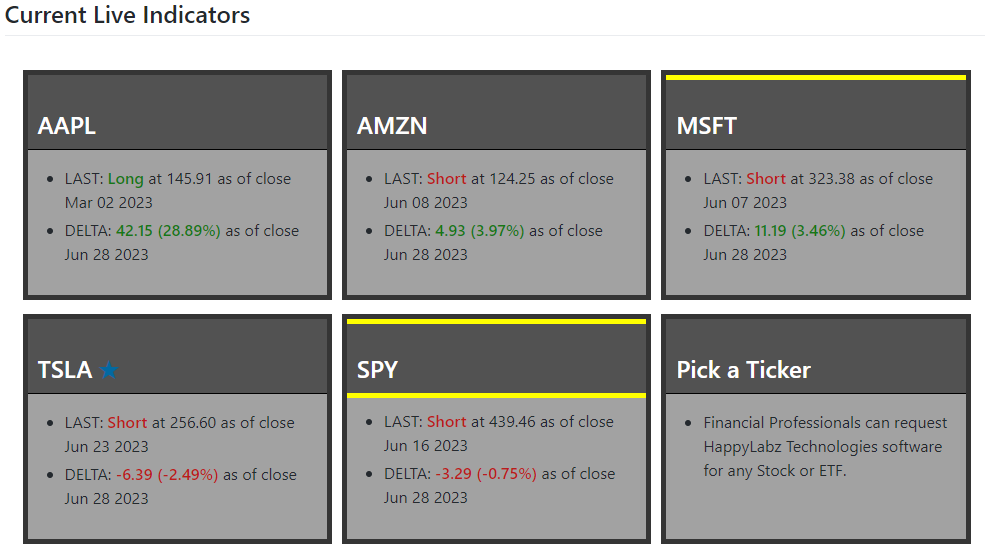 Current Live Indicators
AAPL
LAST: Long at 145.91 as of close
Mar 02 2023
DELTA: 42.15 (28.89%) as of close
Jun 28 2023
AMZN
LAST: Short at 124.25 as of close
Jun 08 2023
DELTA: 4.93 (3.97%) as of close
Jun 28 2023
MSFT
LAST: Short at 323.38 as of close
Jun 07 2023
DELTA: 11.19 (3.46%) as of close
Jun 28 2023
TSLA ★
LAST: Short at 256.60 as of close
Jun 23 2023
DELTA: -6.39 (-2.49%) as of close
Jun 28 2023
SPY
LAST: Short at 439.46 as of close
Jun 16 2023
DELTA: -3.29 (-0.75%) as of close
Jun 28 2023
Pick a Ticker
Financial Professionals can request
HappyLabz Technologies software
for any Stock or ETF.